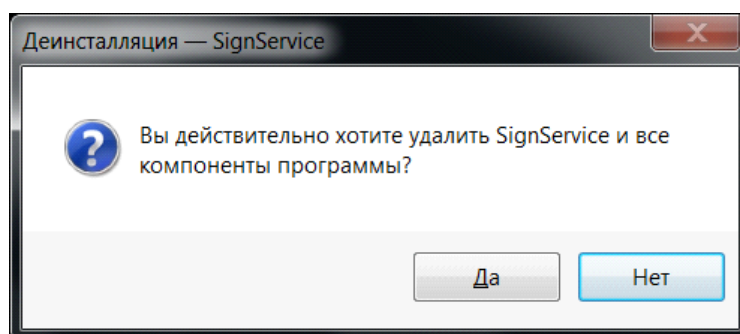 Деинсталляция — SignService
Вы действительно хотите удалить SignService и все
компоненты программы?
Да
Нет